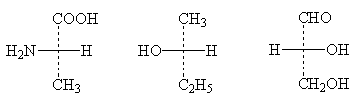 COOH CH₃ CHO
H₂N H HO H H OH
CH₃ C₂H₅ CH₂OH